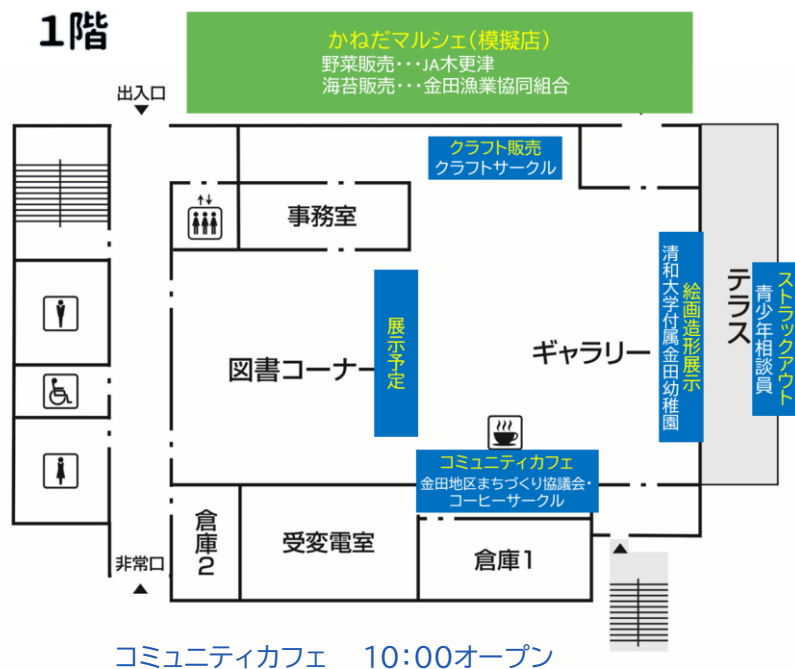 1階
かねだマルシェ(模擬店)
野菜販売・・・JA木更津
海苔販売・・・金田漁業協同組合
出入口
クラフト販売
クラフトサークル
事務室
図書コーナー
展示予定
ギャラリー
絵画造形展示
清和大学付属金田幼稚園
テラス
ストラックアウト
青少年相談員
コミュニティカフェ
金田地区まちづくり協議会・
コーヒーサークル
倉庫2
受変電室
倉庫1
非常口
コミュニティカフェ 10:00オープン